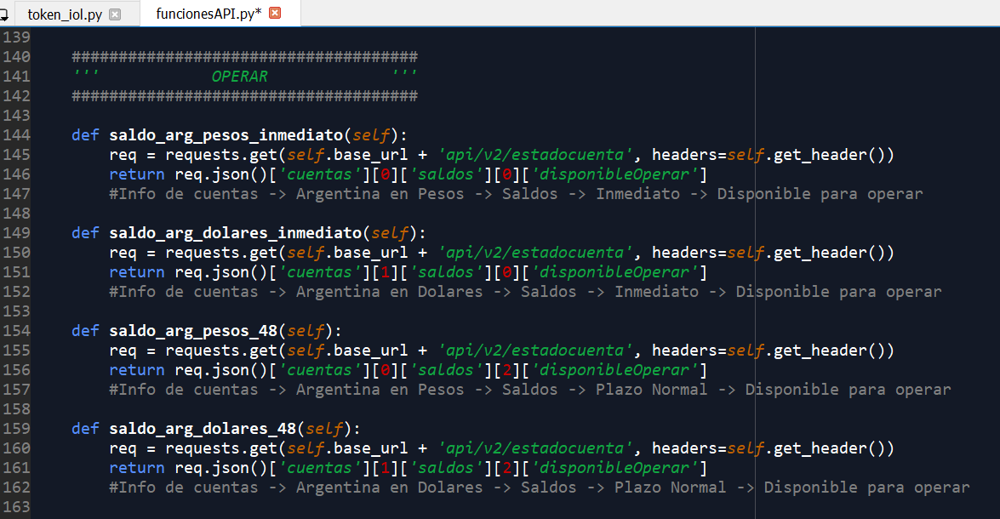 token_iol.py
funcionesAPI.py*
139
140 #####################################
141 ''' OPERAR '''
142 #####################################
143
144 def saldo_arg_pesos_inmediato(self):
145 req = requests.get(self.base_url + 'api/v2/estadocuenta', headers=self.get_header())
146 return req.json()['cuentas'][0]['saldos'][0]['disponibleOperar']
147 #Info de cuentas -> Argentina en Pesos -> Saldos -> Inmediato -> Disponible para operar
148
149 def saldo_arg_dolares_inmediato(self):
150 req = requests.get(self.base_url + 'api/v2/estadocuenta', headers=self.get_header())
151 return req.json()['cuentas'][1]['saldos'][0]['disponibleOperar']
152 #Info de cuentas -> Argentina en Dolares -> Saldos -> Inmediato -> Disponible para operar
153
154 def saldo_arg_pesos_48(self):
155 req = requests.get(self.base_url + 'api/v2/estadocuenta', headers=self.get_header())
156 return req.json()['cuentas'][0]['saldos'][2]['disponibleOperar']
157 #Info de cuentas -> Argentina en Pesos -> Saldos -> Plazo Normal -> Disponible para operar
158
159 def saldo_arg_dolares_48(self):
160 req = requests.get(self.base_url + 'api/v2/estadocuenta', headers=self.get_header())
161 return req.json()['cuentas'][1]['saldos'][2]['disponibleOperar']
162 #Info de cuentas -> Argentina en Dolares -> Saldos -> Plazo Normal -> Disponible para operar
163